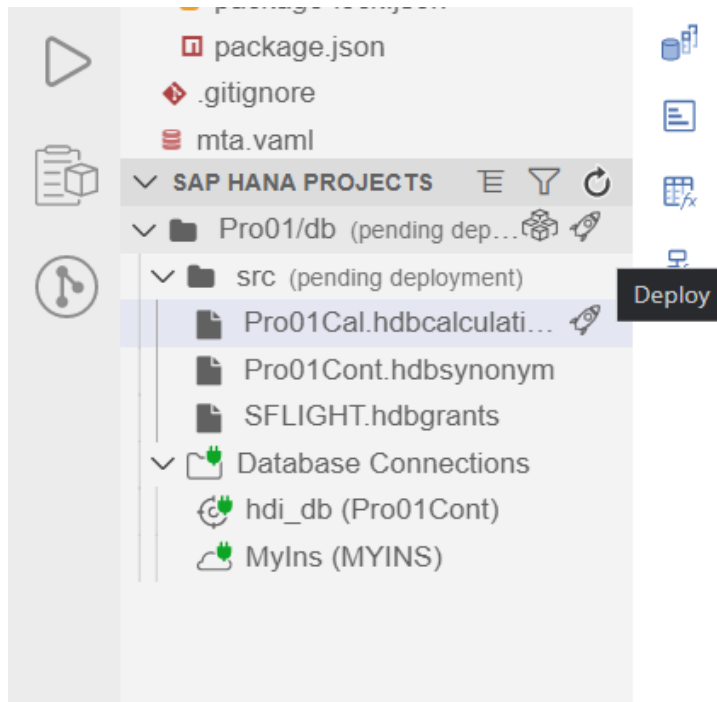 package.json
.gitignore
mta.yaml
SAP HANA PROJECTS
Pro01/db (pending dep...
src (pending deployment)
Deploy
Pro01Cal.hdbcalculati...
Pro01Cont.hdbsynonym
SFLIGHT.hdbgrants
Database Connections
hdi_db (Pro01Cont)
MyIns (MYINS)